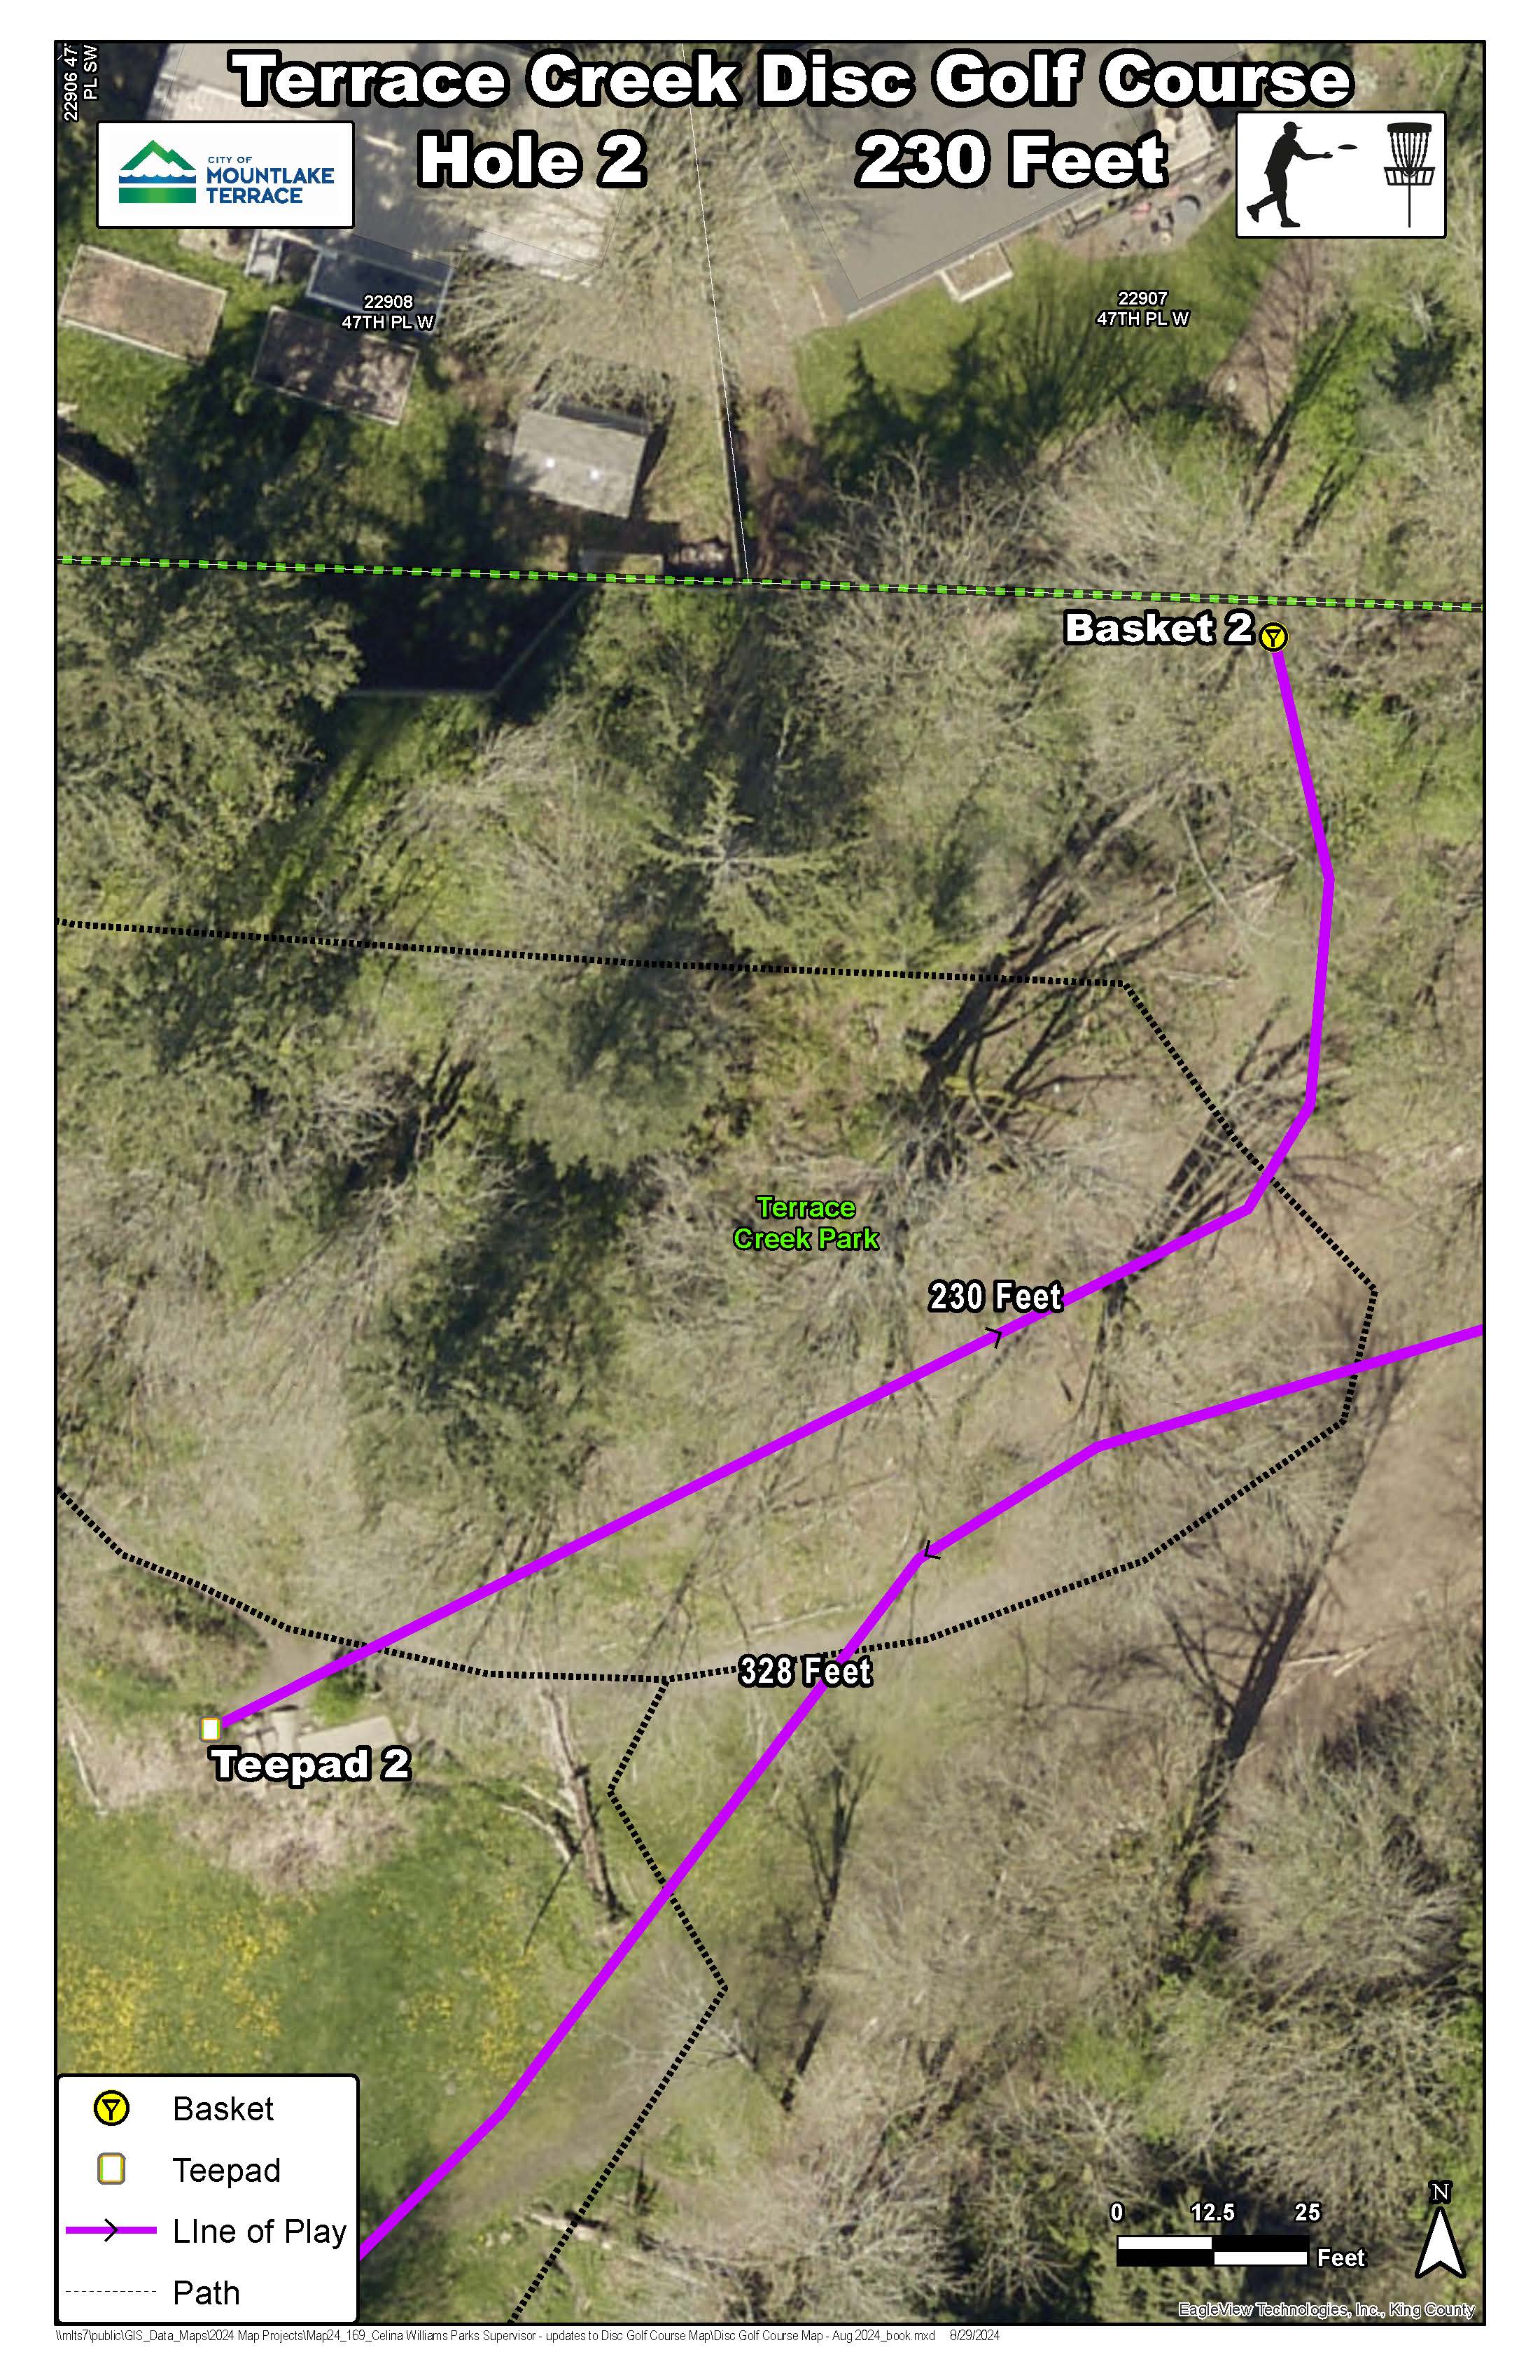 22906 47
PL SW
Terrace Creek Disc Golf Course
CITY OF
MOUNTLAKE
TERRACE
Hole 2
230 Feet
22908
47TH PL W
22907
47TH PL W
Basket 2
Terrace
Creek Park
230 Feet
328 Feet
Teepad 2
Basket
Teepad
LIne of Play
Path
0 12.5 25
Feet
N
EagleView Technologies, Inc., King County
\\mlts7\public\GIS_Data_Maps\2024 Map Projects\Map24_169_Celina Williams Parks Supervisor - updates to Disc Golf Course Map\Disc Golf Course Map - Aug 2024_book.mxd 8/29/2024